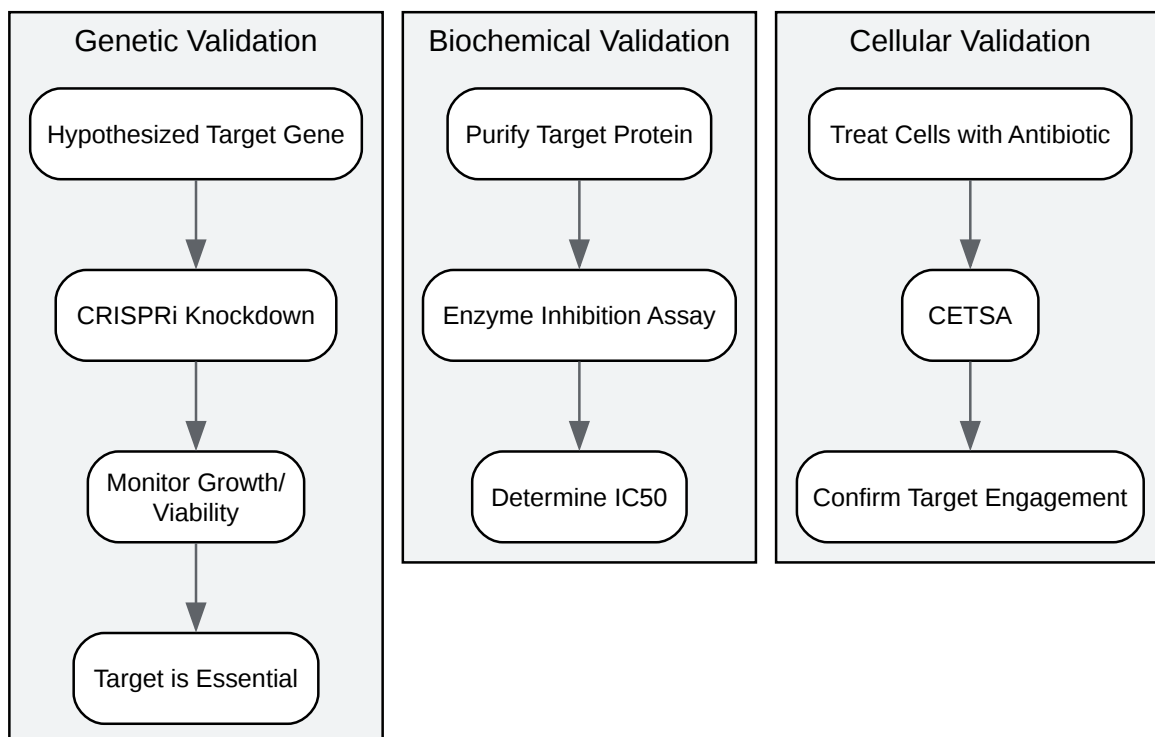 Genetic Validation
Hypothesized Target Gene
CRISPRi Knockdown
Monitor Growth/
Viability
Target is Essential
Biochemical Validation
Purify Target Protein
Enzyme Inhibition Assay
Determine IC50
Cellular Validation
Treat Cells with Antibiotic
CETSA
Confirm Target Engagement